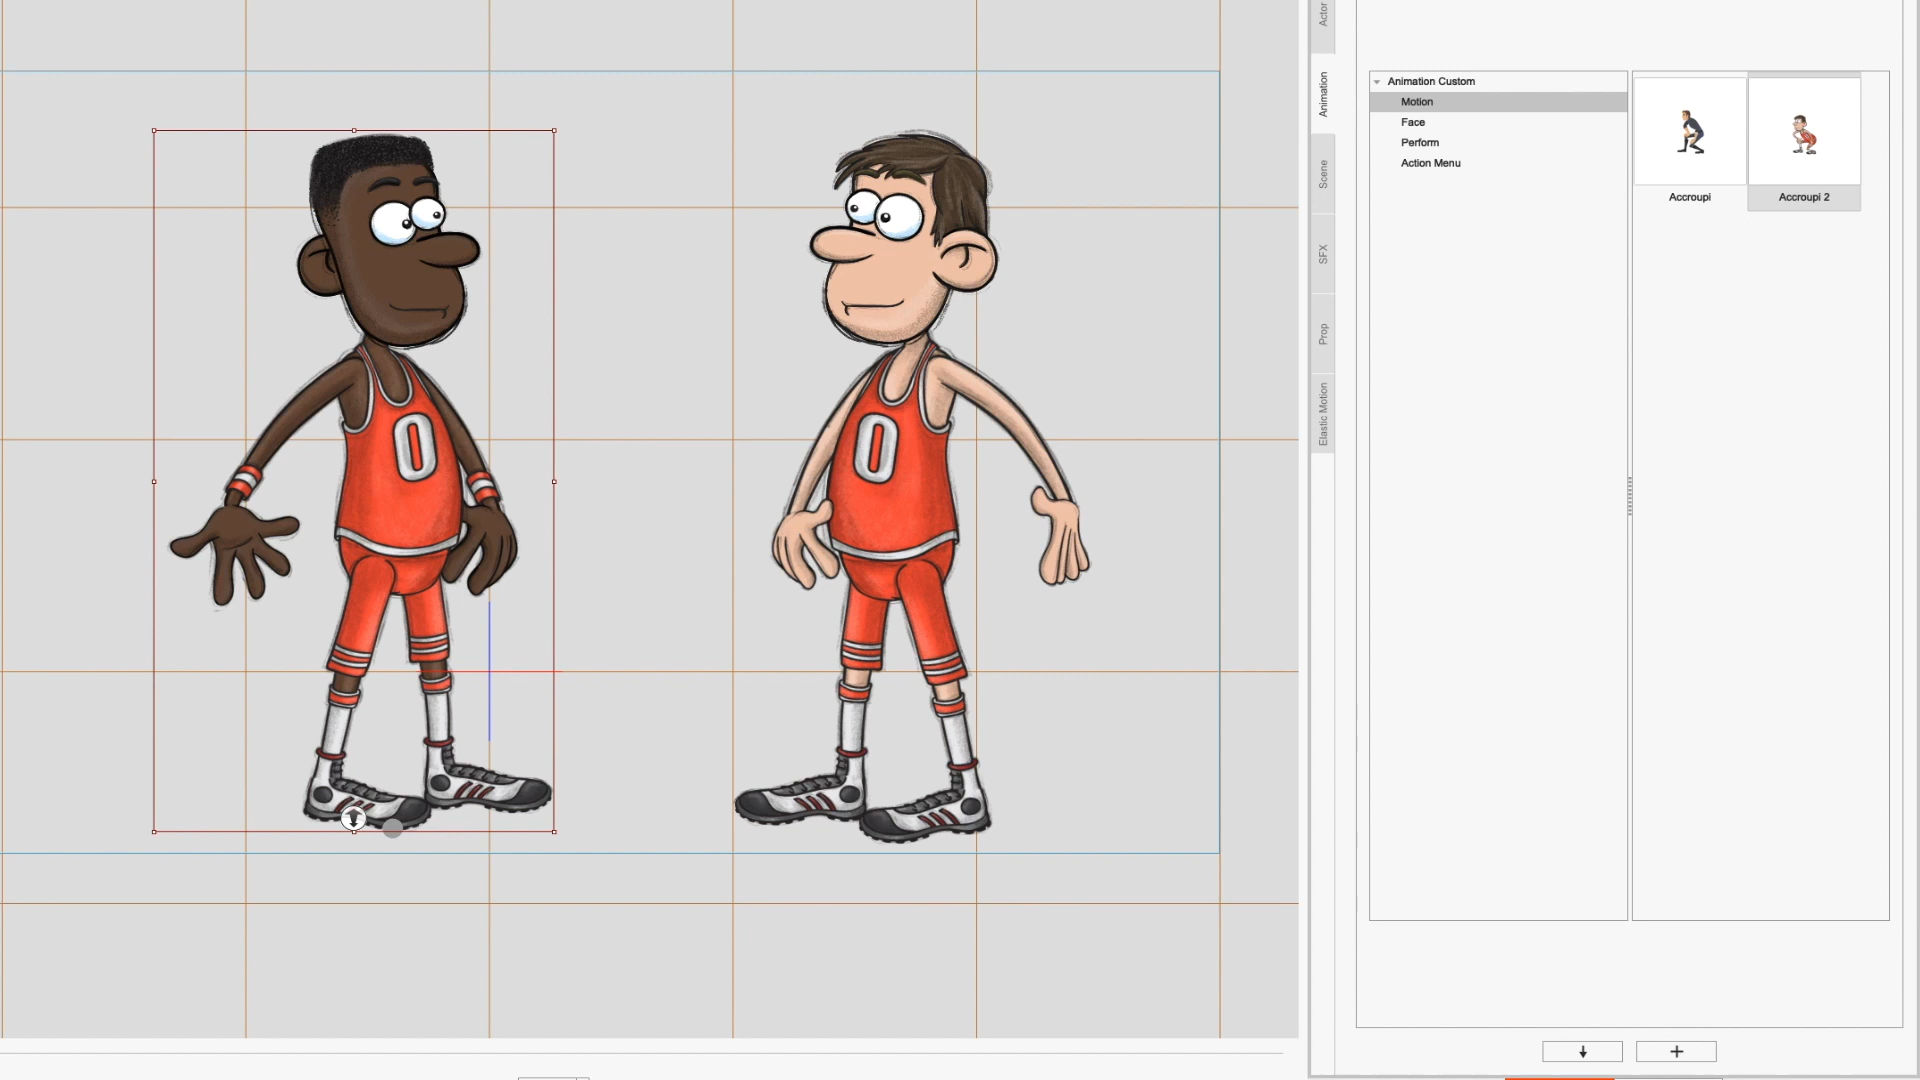 Actor
Animation
Scene
SFX
Prop
Elastic Motion
Animation Custom
Motion
Face
Perform
Action Menu
Accroupi
Accroupi 2
0
0